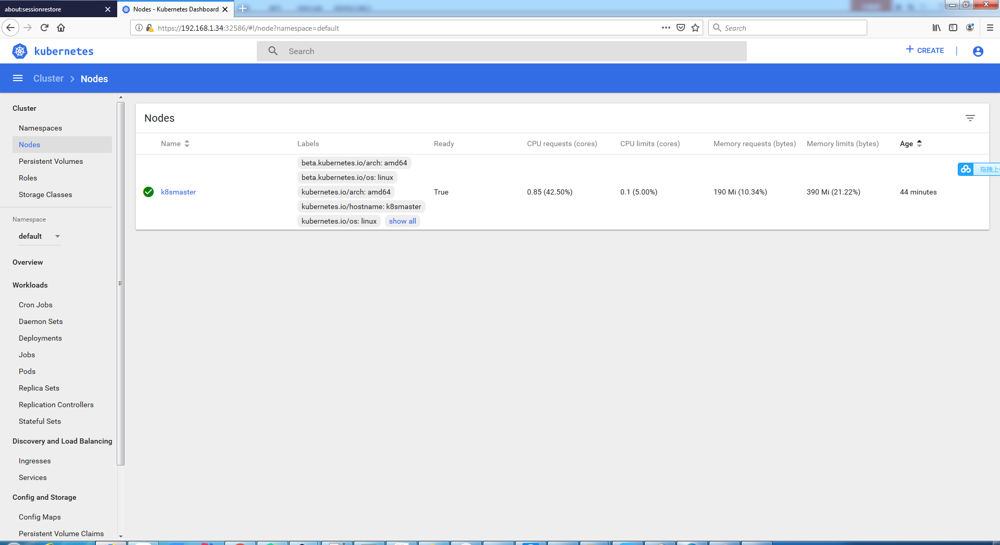 about:sessionrestore
Nodes - Kubernetes Dashboard
https://192.168.1.34:32586/#!/node?namespace=default
Search
kubernetes
Search
CREATE
Cluster
Nodes
Cluster
Namespaces
Nodes
Persistent Volumes
Roles
Storage Classes
Namespace
default
Overview
Workloads
Cron Jobs
Daemon Sets
Deployments
Jobs
Pods
Replica Sets
Replication Controllers
Stateful Sets
Discovery and Load Balancing
Ingresses
Services
Config and Storage
Config Maps
Persistent Volume Claims
Nodes
Name Labels Ready CPU requests (cores) CPU limits (cores) Memory requests (bytes) Memory limits (bytes) Age
beta.kubernetes.io/arch: amd64
beta.kubernetes.io/os: linux
k8smaster kubernetes.io/arch: amd64 True 0.85 (42.50%) 0.1 (5.00%) 190 Mi (10.34%) 390 Mi (21.22%) 44 minutes
kubernetes.io/hostname: k8smaster
kubernetes.io/os: linux show all
拖拽上